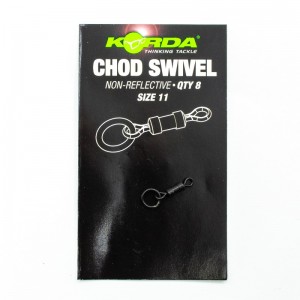 KORDA
THINKING TACKLE
CHOD SWIVEL
NON-REFLECTIVE • QTY 8
SIZE 11